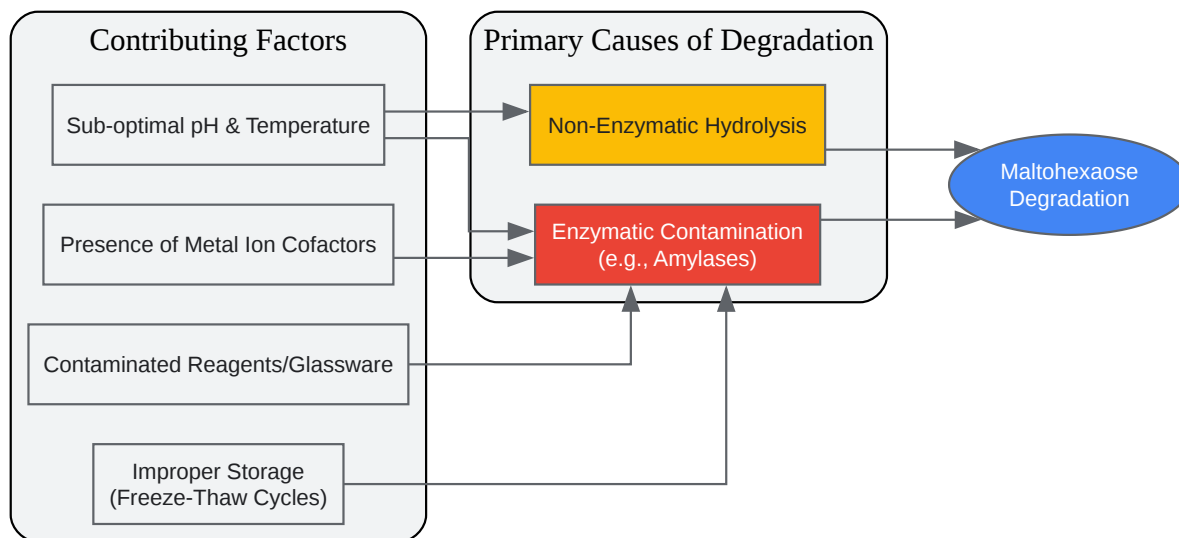 Contributing Factors
Sub-optimal pH & Temperature
Presence of Metal Ion Cofactors
Contaminated Reagents/Glassware
Improper Storage
(Freeze-Thaw Cycles)
Primary Causes of Degradation
Non-Enzymatic Hydrolysis
Enzymatic Contamination
(e.g., Amylases)
Maltohexaose
Degradation